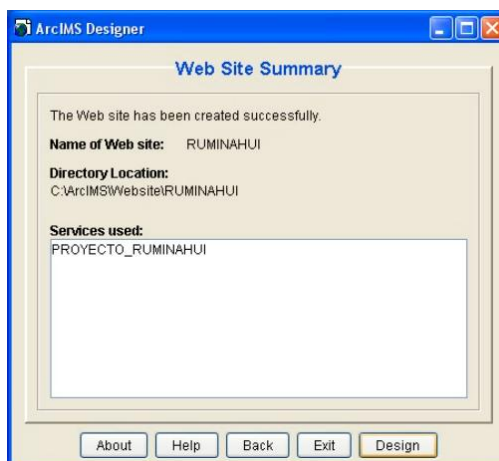 ArcIMS Designer
Web Site Summary
The Web site has been created successfully.
Name of Web site: RUMINAHUI
Directory Location:
C:\ArcIMS\Website\RUMINAHUI
Services used:
PROYECTO_RUMINAHUI
About Help Back Exit Design